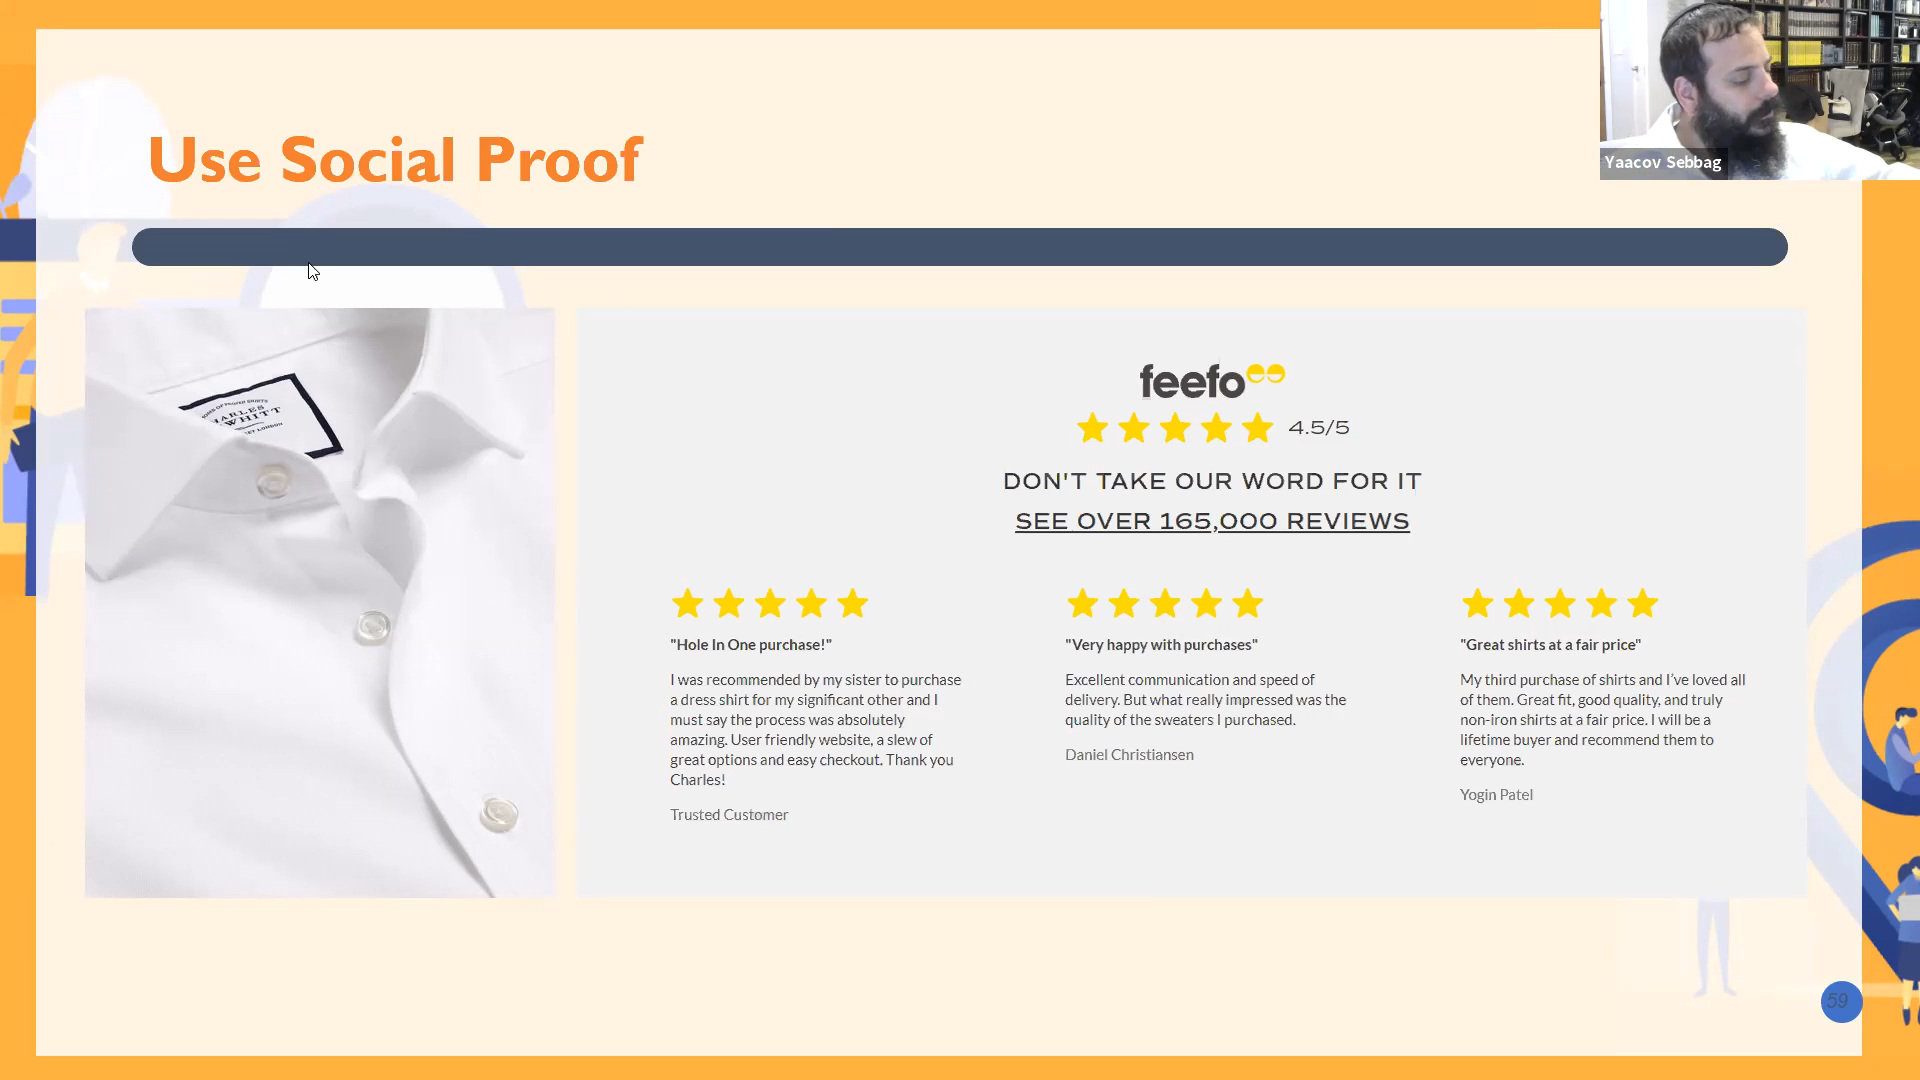 Use Social Proof
Yaacov Sebbag
feefo
4.5/5
DON'T TAKE OUR WORD FOR IT
SEE OVER 165,000 REVIEWS
"Hole In One purchase!"
I was recommended by my sister to purchase
a dress shirt for my significant other and I
must say the process was absolutely
amazing. User friendly website, a slew of
great options and easy checkout. Thank you
Charles!
Trusted Customer
"Very happy with purchases"
Excellent communication and speed of
delivery. But what really impressed was the
quality of the sweaters I purchased.
Daniel Christiansen
"Great shirts at a fair price"
My third purchase of shirts and I've loved all
of them. Great fit, good quality, and truly
non-iron shirts at a fair price. I will be a
lifetime buyer and recommend them to
everyone.
Yogin Patel
59